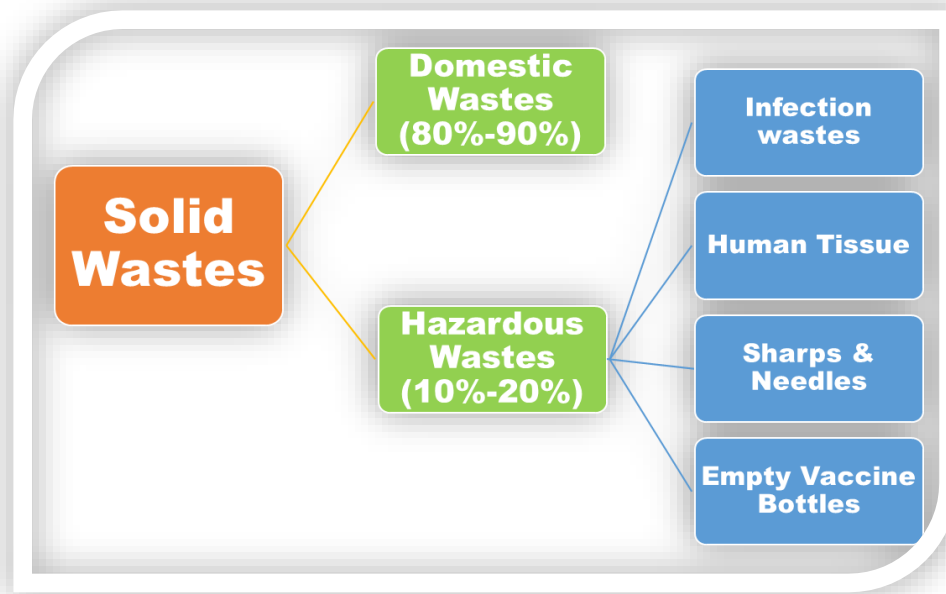 Solid
Wastes
Domestic
Wastes
(80%-90%)
Hazardous
Wastes
(10%-20%)
Infection
wastes
Human Tissue
Sharps &
Needles
Empty Vaccine
Bottles